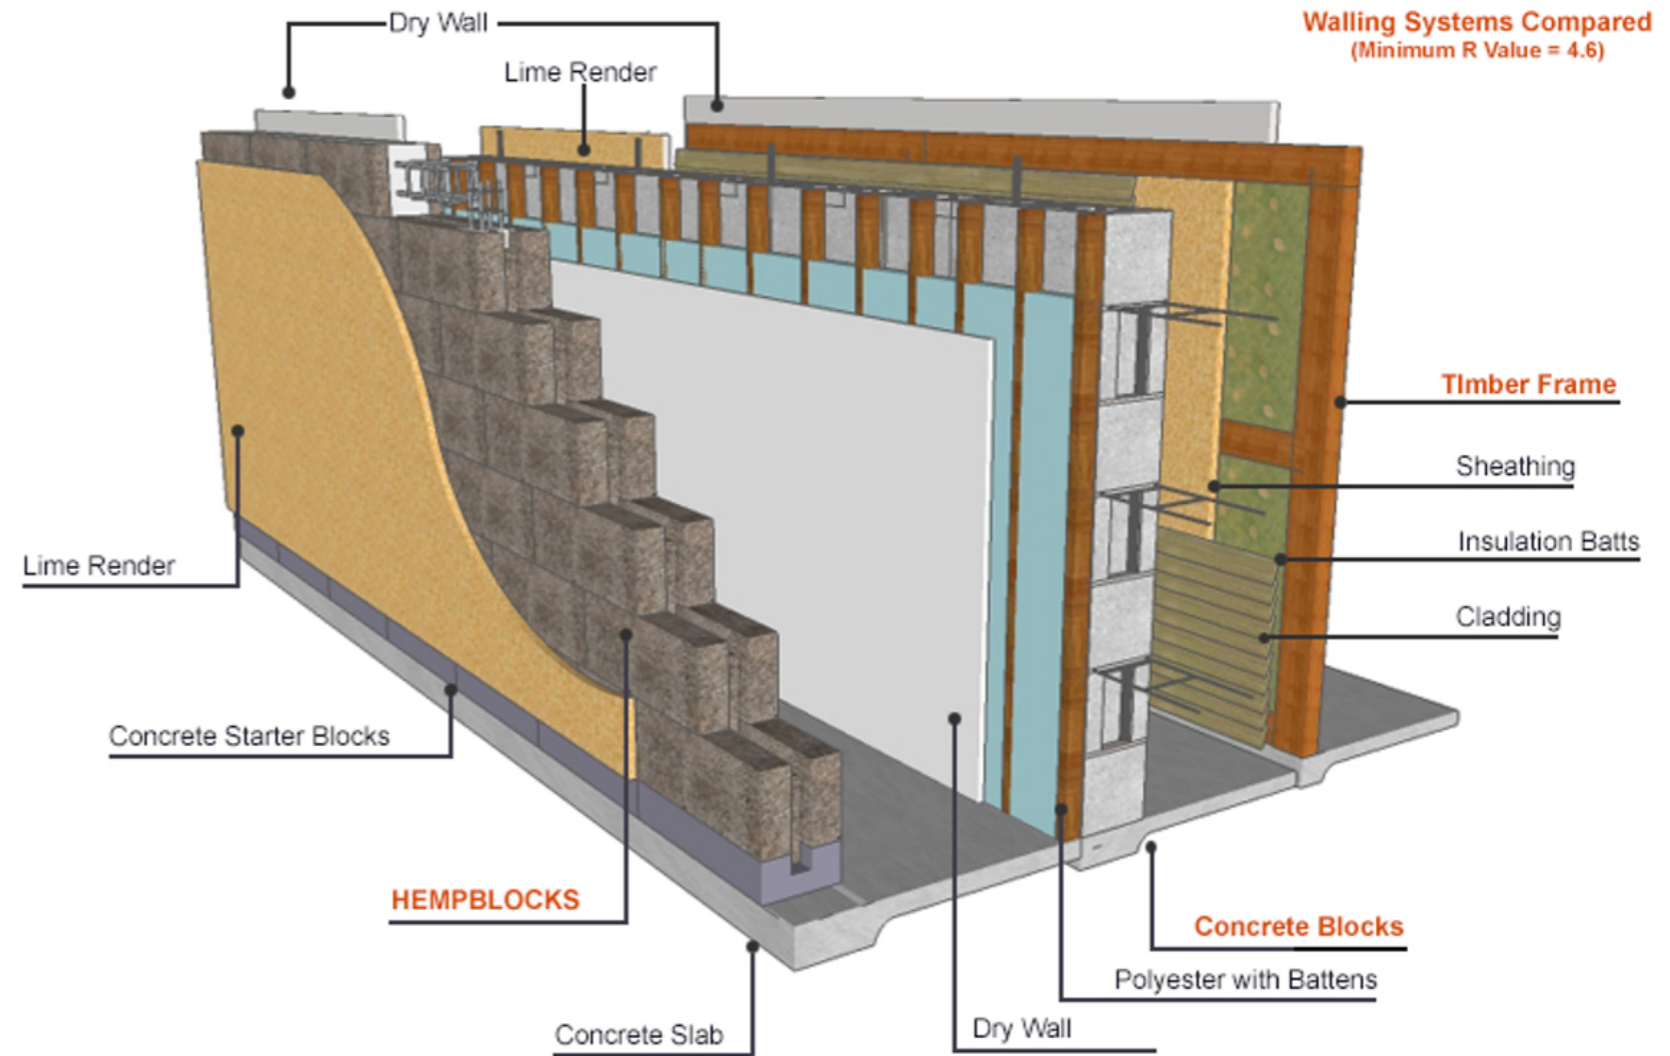 Dry Wall
Walling Systems Compared
(Minimum R Value = 4.6)
Lime Render
TImber Frame
Sheathing
Insulation Batts
Lime Render
Cladding
Concrete Starter Blocks
HEMPBLOCKS
Concrete Blocks
Polyester with Battens
Concrete Slab
Dry Wall